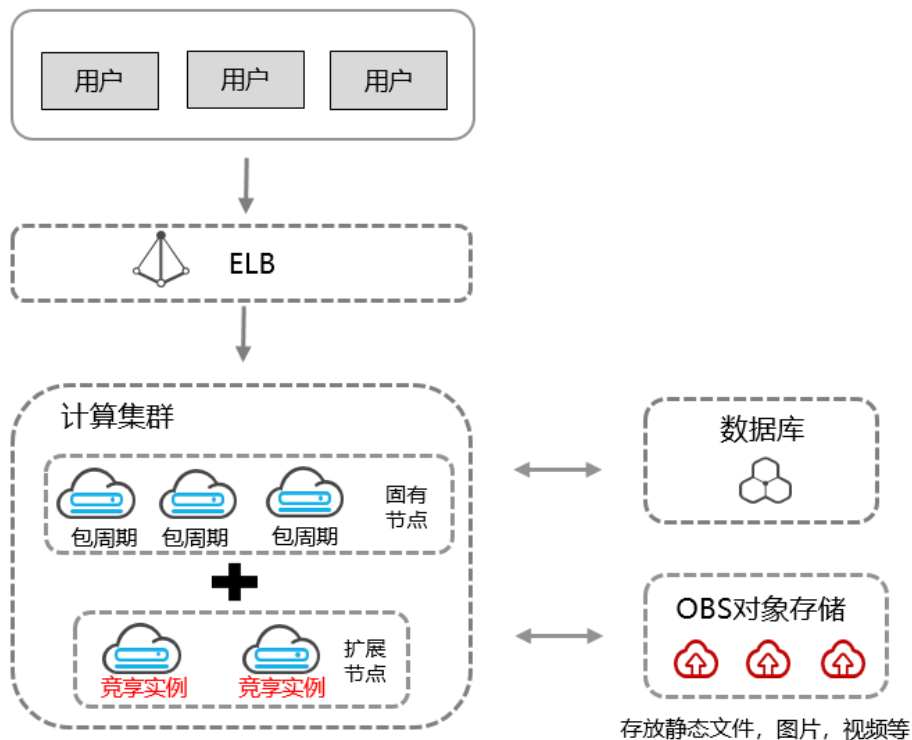 用户
用户
用户
ELB
计算集群
包周期
包周期
包周期
固有
节点
竞享实例
竞享实例
扩展
节点
数据库
OBS对象存储
存放静态文件，图片，视频等